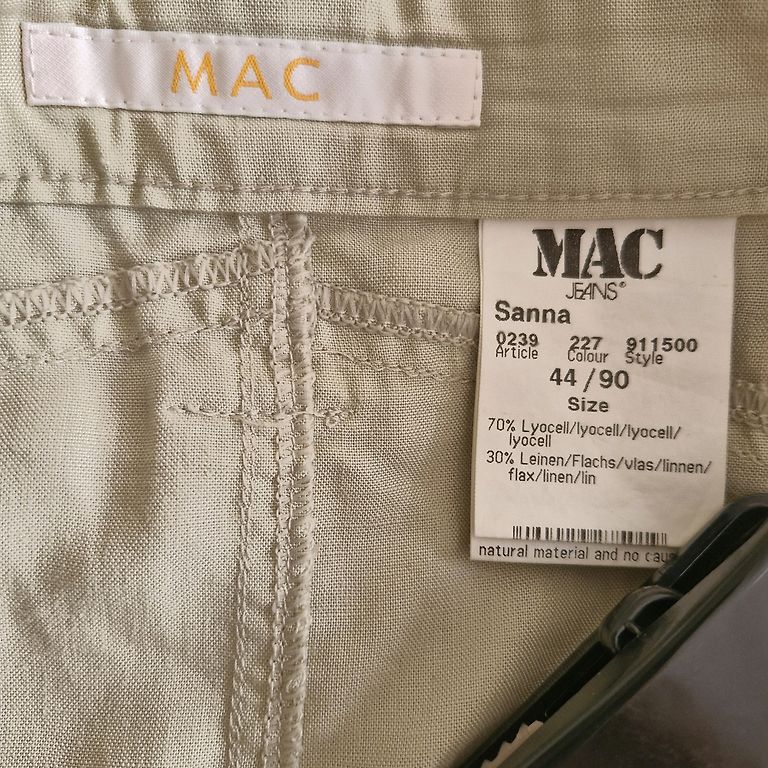 MAC
MAC
JEANS®
Sanna
0239 227 911500
Article Colour Style
44/90
Size
70% Lyocell/lyocell/lyocell/
lyocell
30% Leinen/Flachs/vlas/linnen/
flax/linen/lin
natural material and no